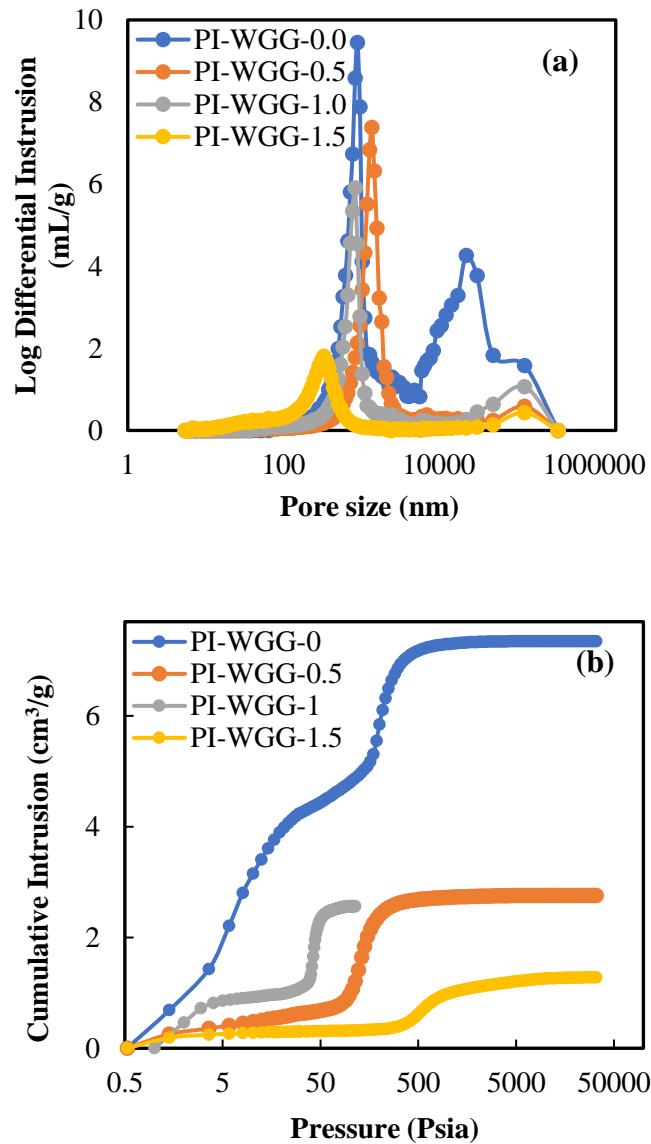 10
8
6
4
2
0
Log Differential Instrusion
(mL/g)
PI-WGG-0.0
PI-WGG-0.5
PI-WGG-1.0
PI-WGG-1.5
(a)
1 100 10000 1000000
Pore size (nm)
6
4
2
0
Cumulative Intrusion (cm³/g)
PI-WGG-0
PI-WGG-0.5
PI-WGG-1
PI-WGG-1.5
(b)
0.5 5 50 500 5000 50000
Pressure (Psia)